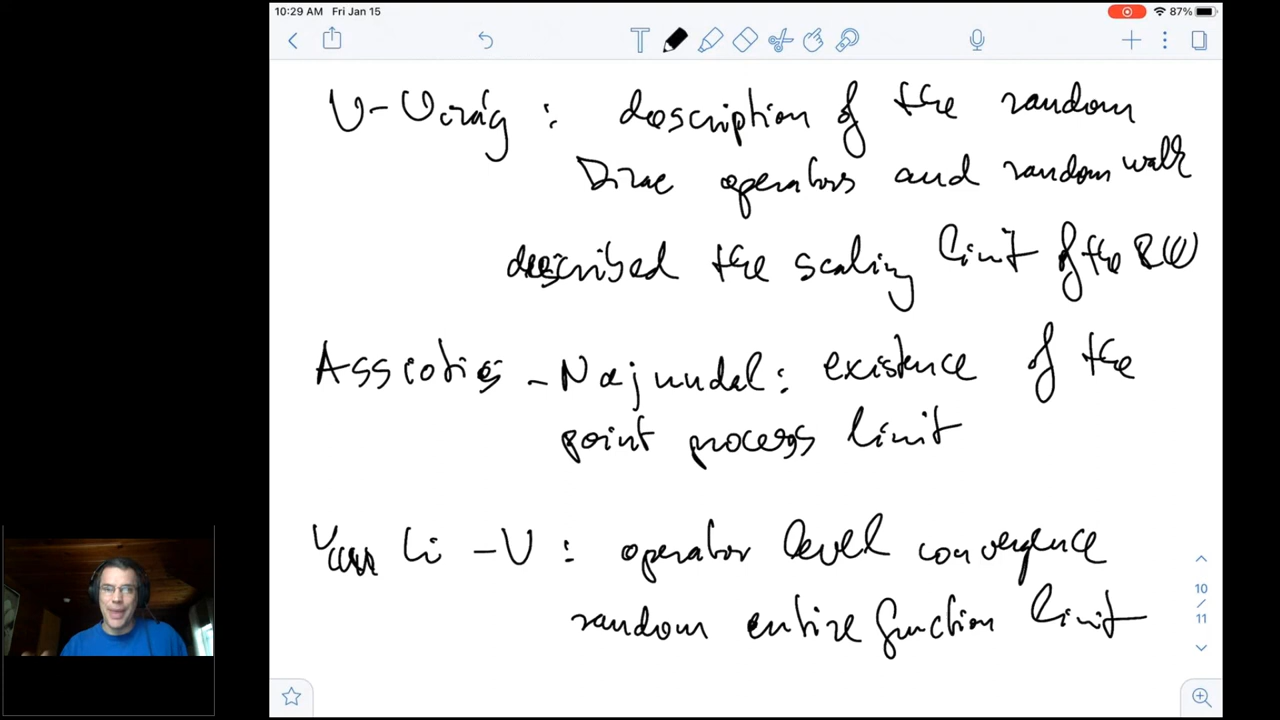 10:29 AM Fri Jan 15
87%
V-Virág : description of the random
Dirac operators and random walk
described the scaling limit of the RW
Assiotis - Najnudel : existence of the
point process limit
Yun Li - V : operator level convergence
random entire function limit
10
/
11